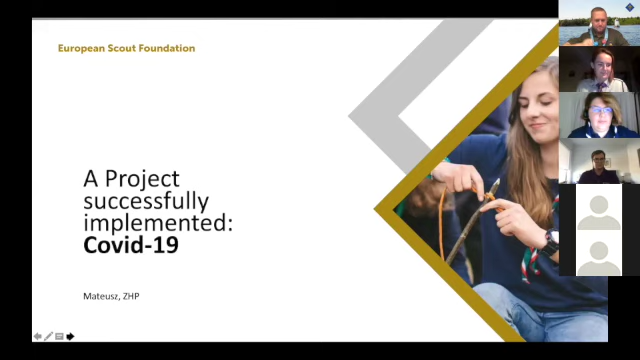 European Scout Foundation
A Project
successfully
implemented:
Covid-19
Mateusz, ZHP